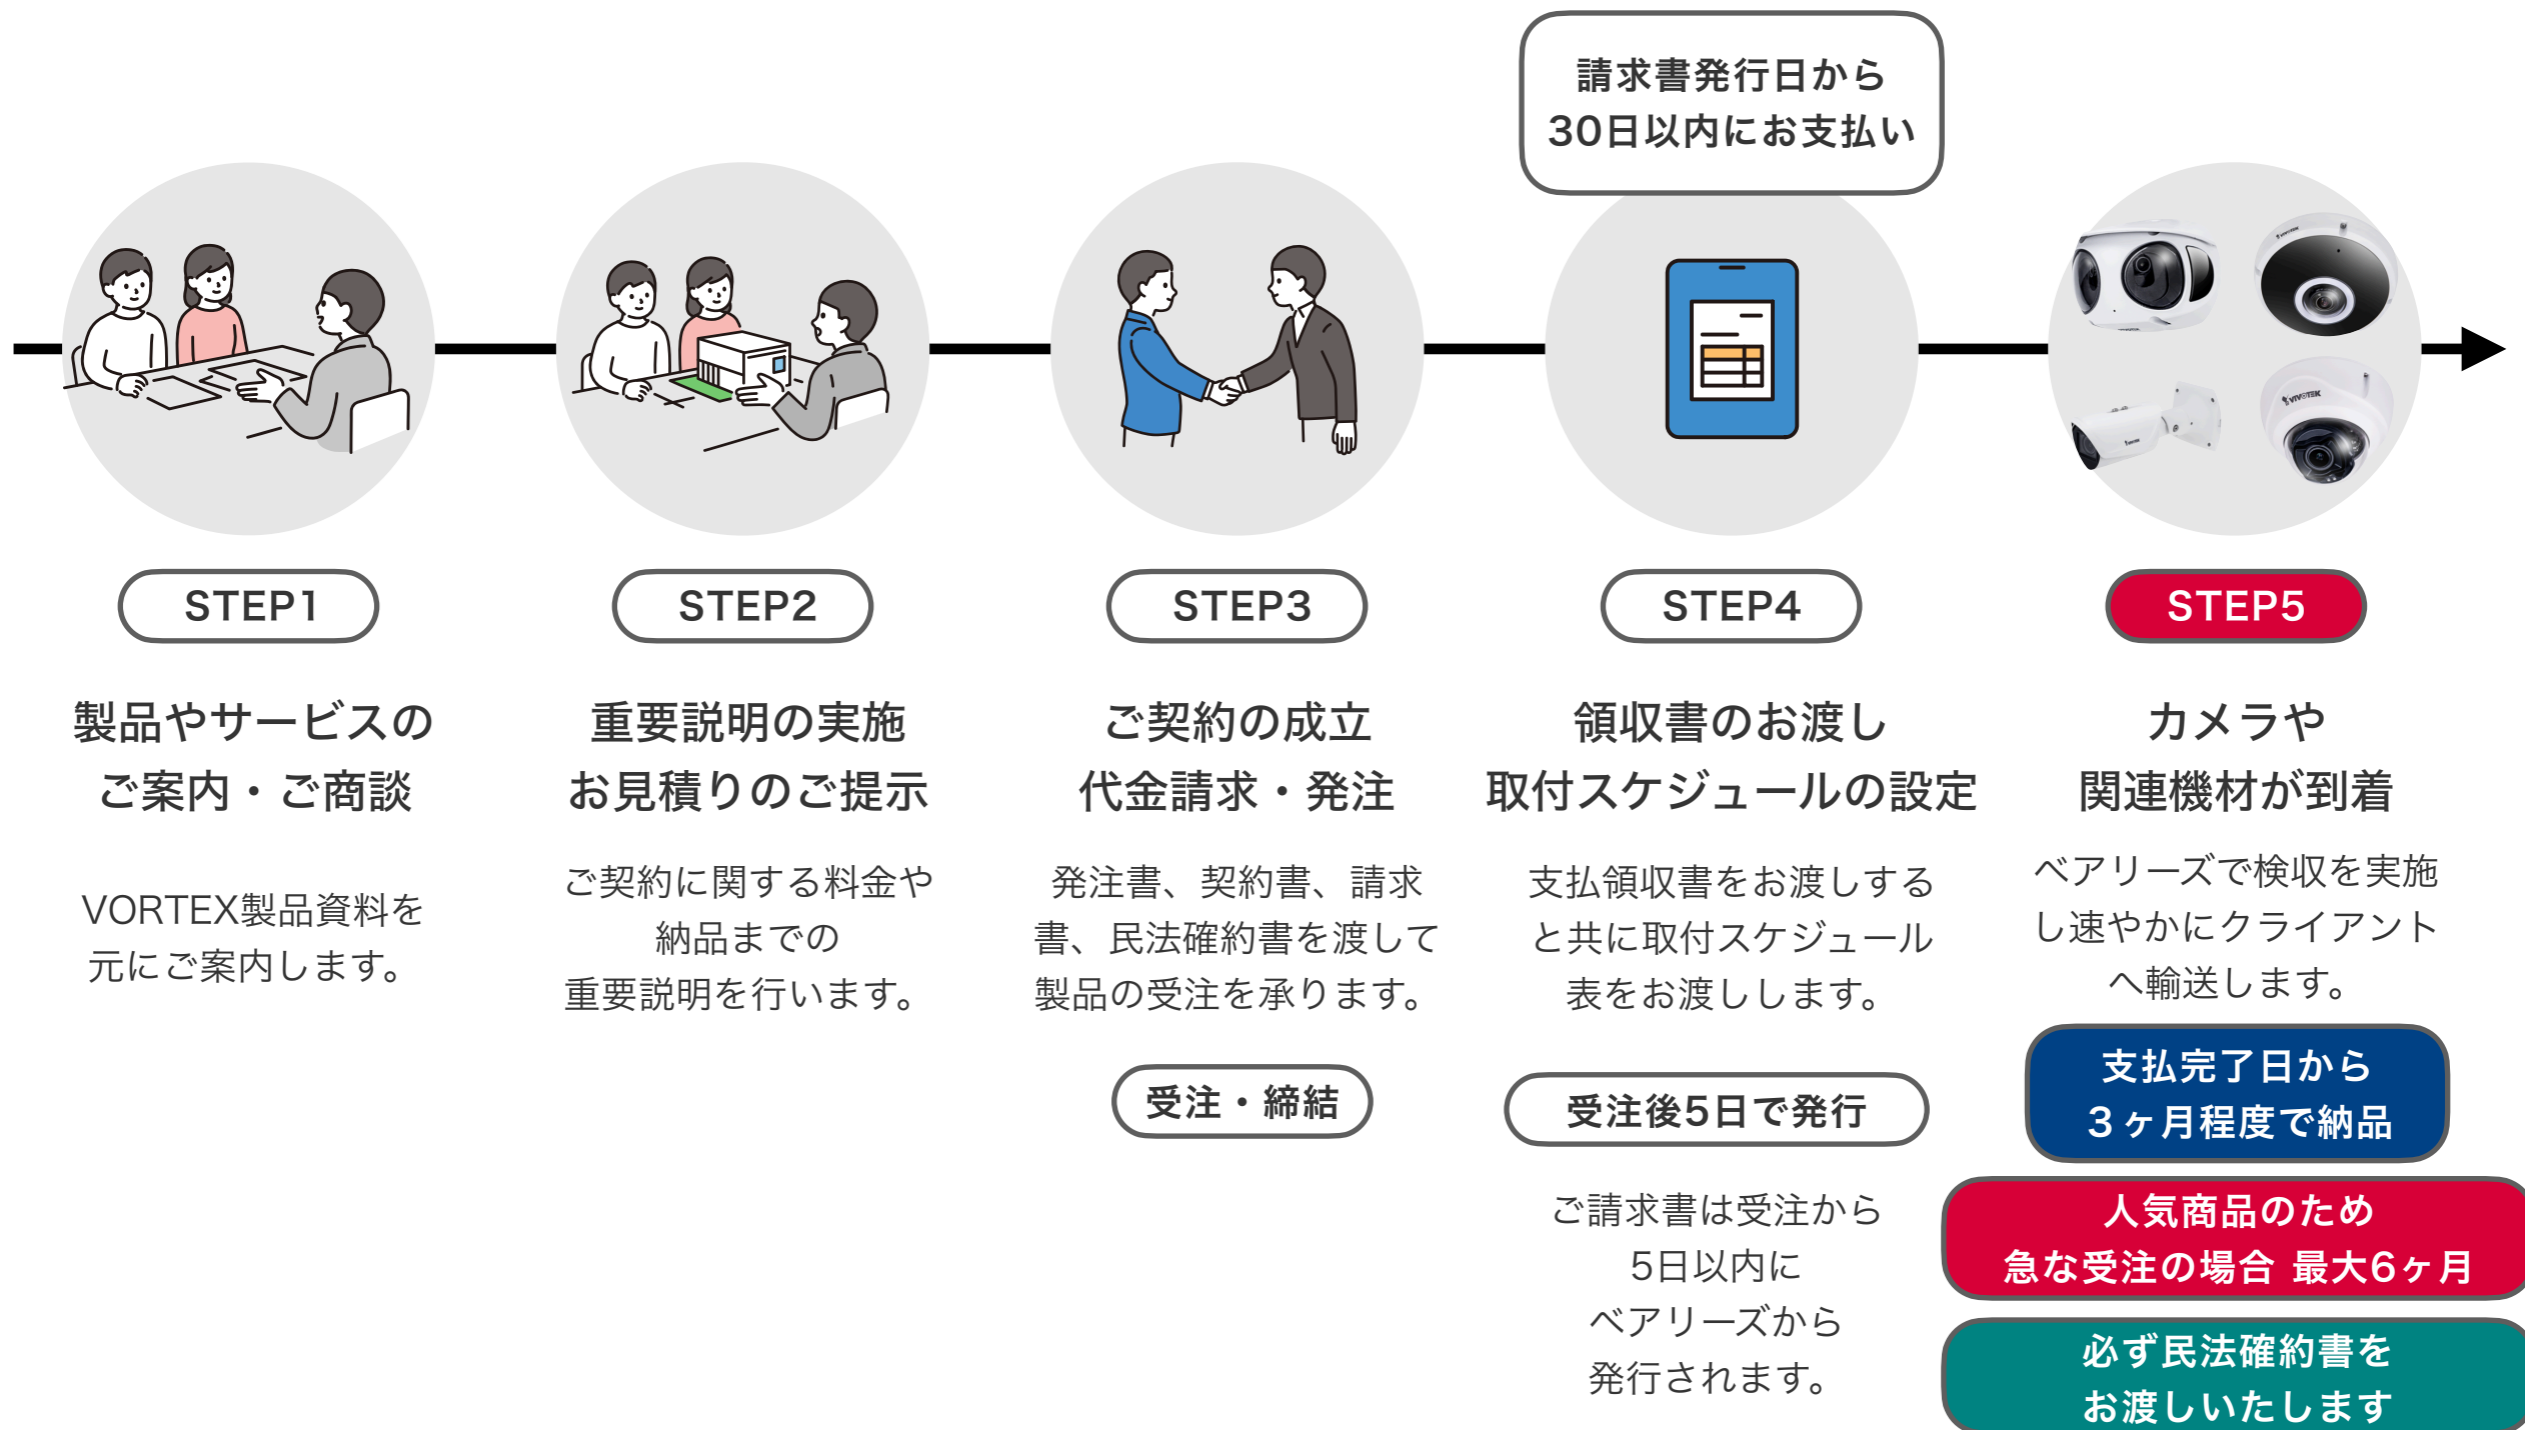 請求書発行日から
30日以内にお支払い
STEP1
製品やサービスの
ご案内・ご商談
VORTEX製品資料を
元にご案内します。
STEP2
重要説明の実施
お見積りのご提示
ご契約に関する料金や
納品までの
重要説明を行います。
STEP3
ご契約の成立
代金請求・発注
発注書、契約書、請求
書、民法確約書を渡して
製品の受注を承ります。
受注・締結
STEP4
領収書のお渡し
取付スケジュールの設定
支払領収書をお渡しする
と共に取付スケジュール
表をお渡しします。
受注後5日で発行
ご請求書は受注から
5日以内に
ベアリーズから
発行されます。
VIVOTEK
STEP5
カメラや
関連機材が到着
ベアリーズで検収を実施
し速やかにクライアント
へ輸送します。
支払完了日から
３ヶ月程度で納品
人気商品のため
急な受注の場合 最大6ヶ月
必ず民法確約書を
お渡しいたします